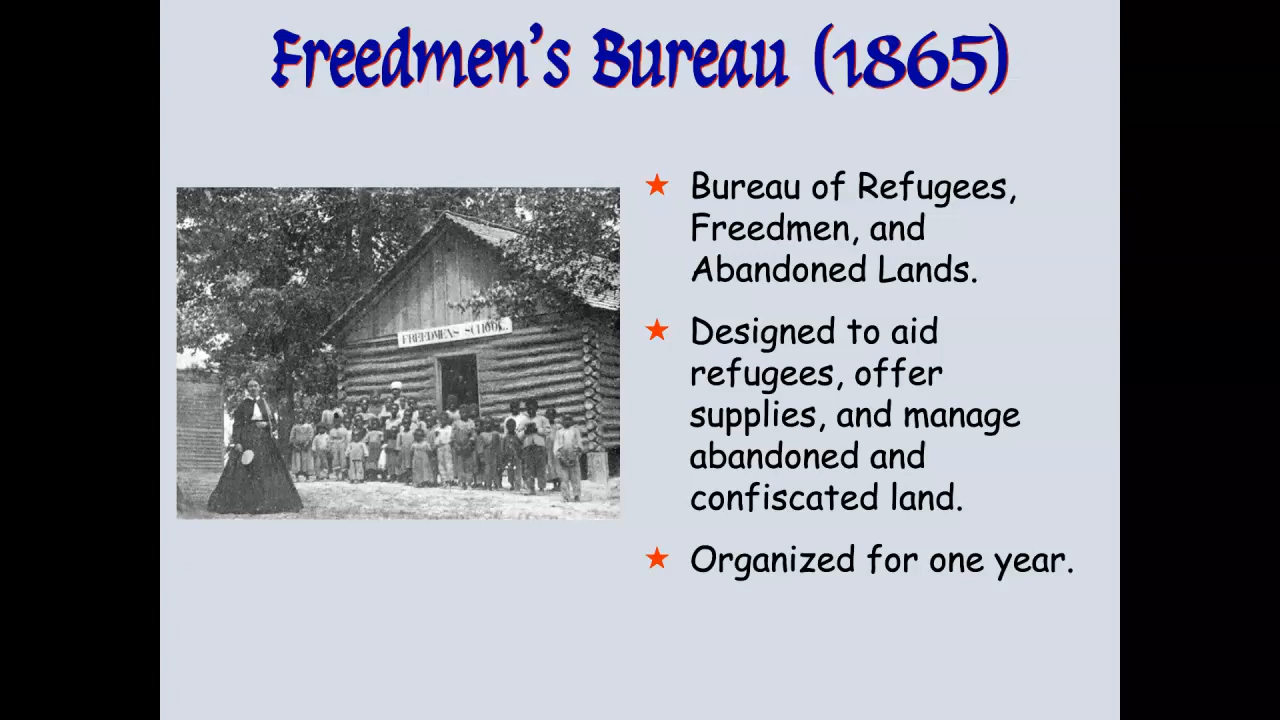 Freedmen's Bureau (1865)
FREEDMENS SCHOOL.
Bureau of Refugees,
Freedmen, and
Abandoned Lands.
Designed to aid
refugees, offer
supplies, and manage
abandoned and
confiscated land.
Organized for one year.